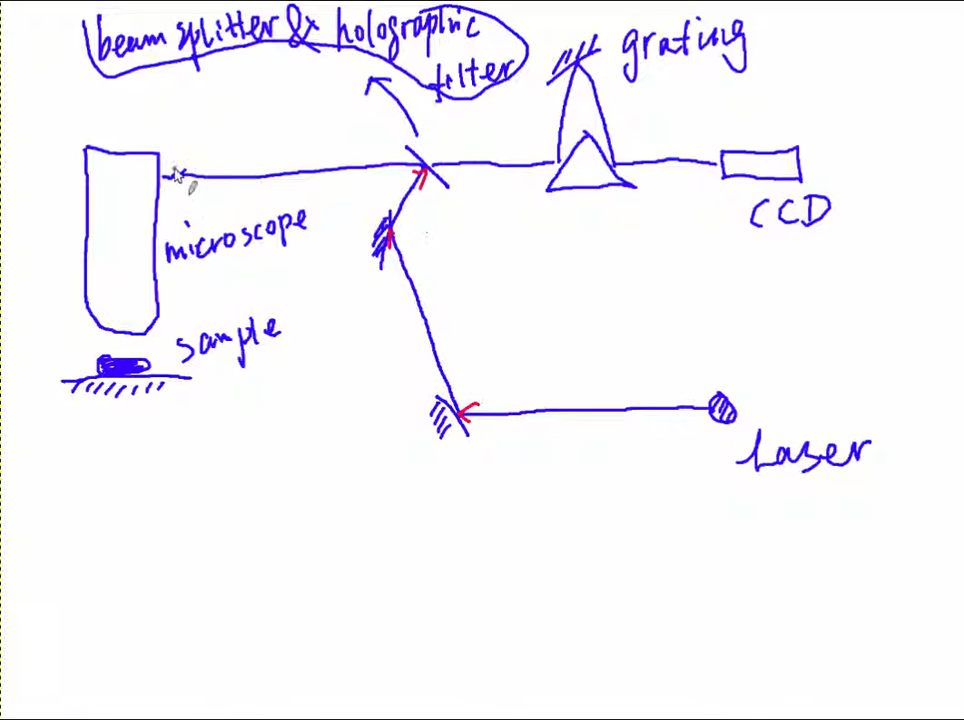 beam splitter & holographic
filter
grating
CCD
microscope
sample
Laser